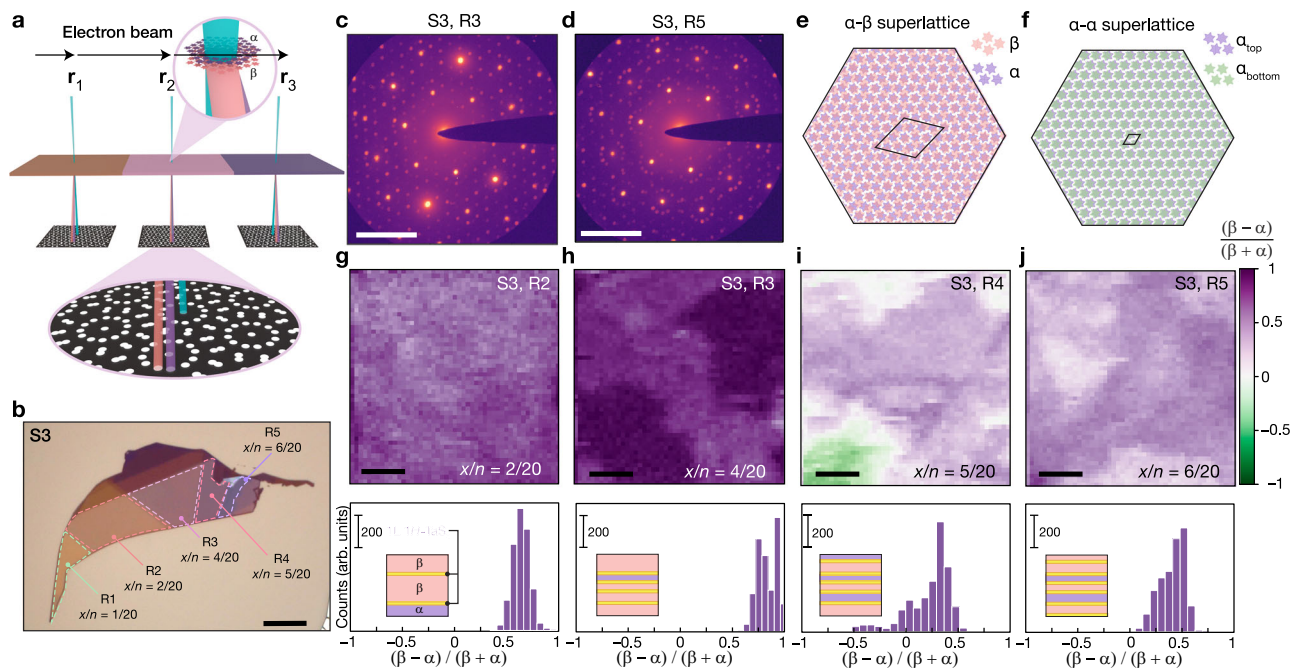 a
Electron beam
r1
r2
r3
α
β
b
S3
R5
x/n = 6/20
R3
x/n = 4/20
R4
x/n = 5/20
R2
x/n = 2/20
R1
x/n = 1/20
c
S3, R3
d
S3, R5
e
α-β superlattice
β
α
f
α-α superlattice
αtop
αbottom
(β − α)
(β + α)
g
S3, R2
x/n = 2/20
h
S3, R3
x/n = 4/20
i
S3, R4
x/n = 5/20
j
S3, R5
x/n = 6/20
1
0.5
0
−0.5
−1
Counts (arb. units)
200
β
β
α
−1 −0.5 0 0.5 1
(β − α) / (β + α)
200
−1 −0.5 0 0.5 1
(β − α) / (β + α)
200
−1 −0.5 0 0.5 1
(β − α) / (β + α)
200
−1 −0.5 0 0.5 1
(β − α) / (β + α)